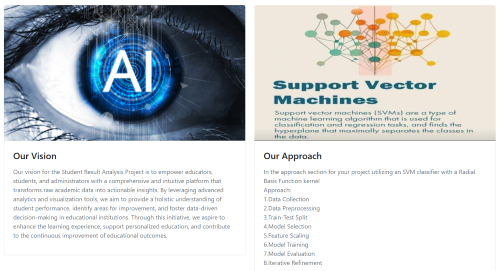 AI
Our Vision
Our vision for the Student Result Analysis Project is to empower educators,
students, and administrators with a comprehensive and intuitive platform that
transforms raw academic data into actionable insights. By leveraging advanced
analytics and visualization tools, we aim to provide a holistic understanding of
student performance, identify areas for improvement, and foster data-driven
decision-making in educational institutions. Through this initiative, we aspire to
enhance the learning experience, support personalized education, and contribute
to the continuous improvement of educational outcomes.
Support Vector
Machines
Support vector machines (SVMs) are a type of
machine learning algorithm that is used for
classification and regression tasks, and finds the
hyperplane that maximally separates the classes in
the data.
Our Approach
In the approach section for your project utilizing an SVM classifier with a Radial
Basis Function kernel
Approach:
1.Data Collection
2.Data Preprocessing
3.Train-Test Split
4.Model Selection
5.Feature Scaling
6.Model Training
7.Model Evaluation
8.Iterative Refinement